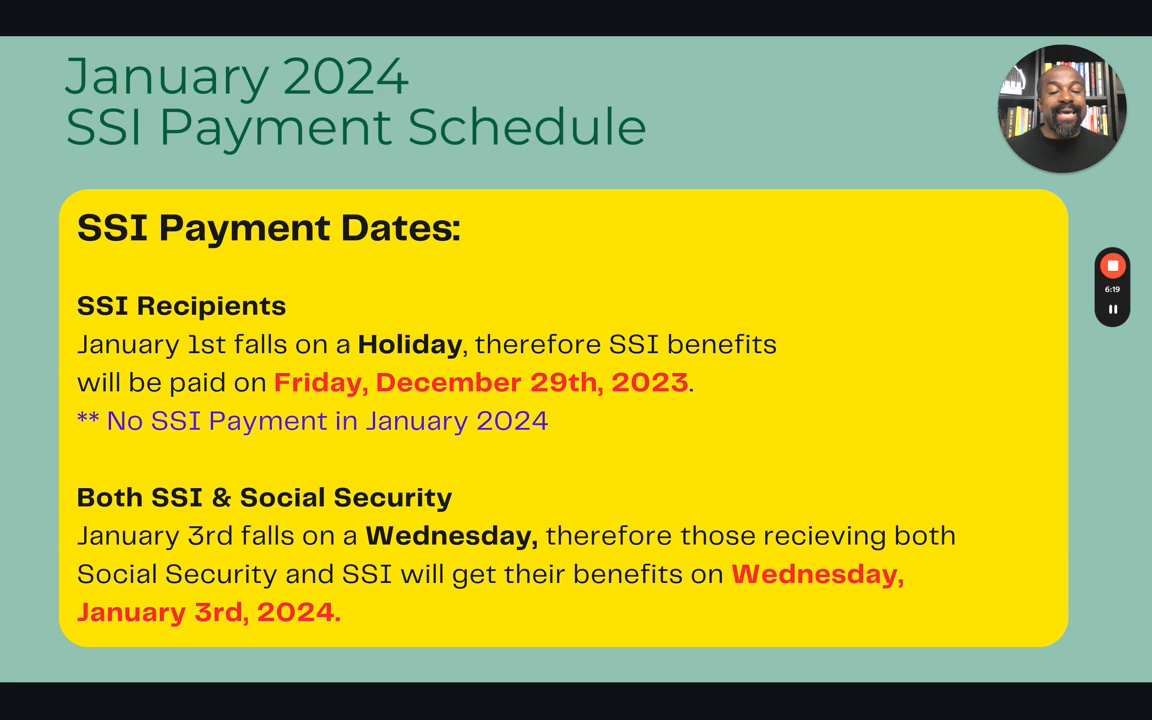 January 2024
SSI Payment Schedule
SSI Payment Dates:
SSI Recipients
January 1st falls on a Holiday, therefore SSI benefits
will be paid on Friday, December 29th, 2023.
** No SSI Payment in January 2024
Both SSI & Social Security
January 3rd falls on a Wednesday, therefore those recieving both
Social Security and SSI will get their benefits on Wednesday,
January 3rd, 2024.
6:19